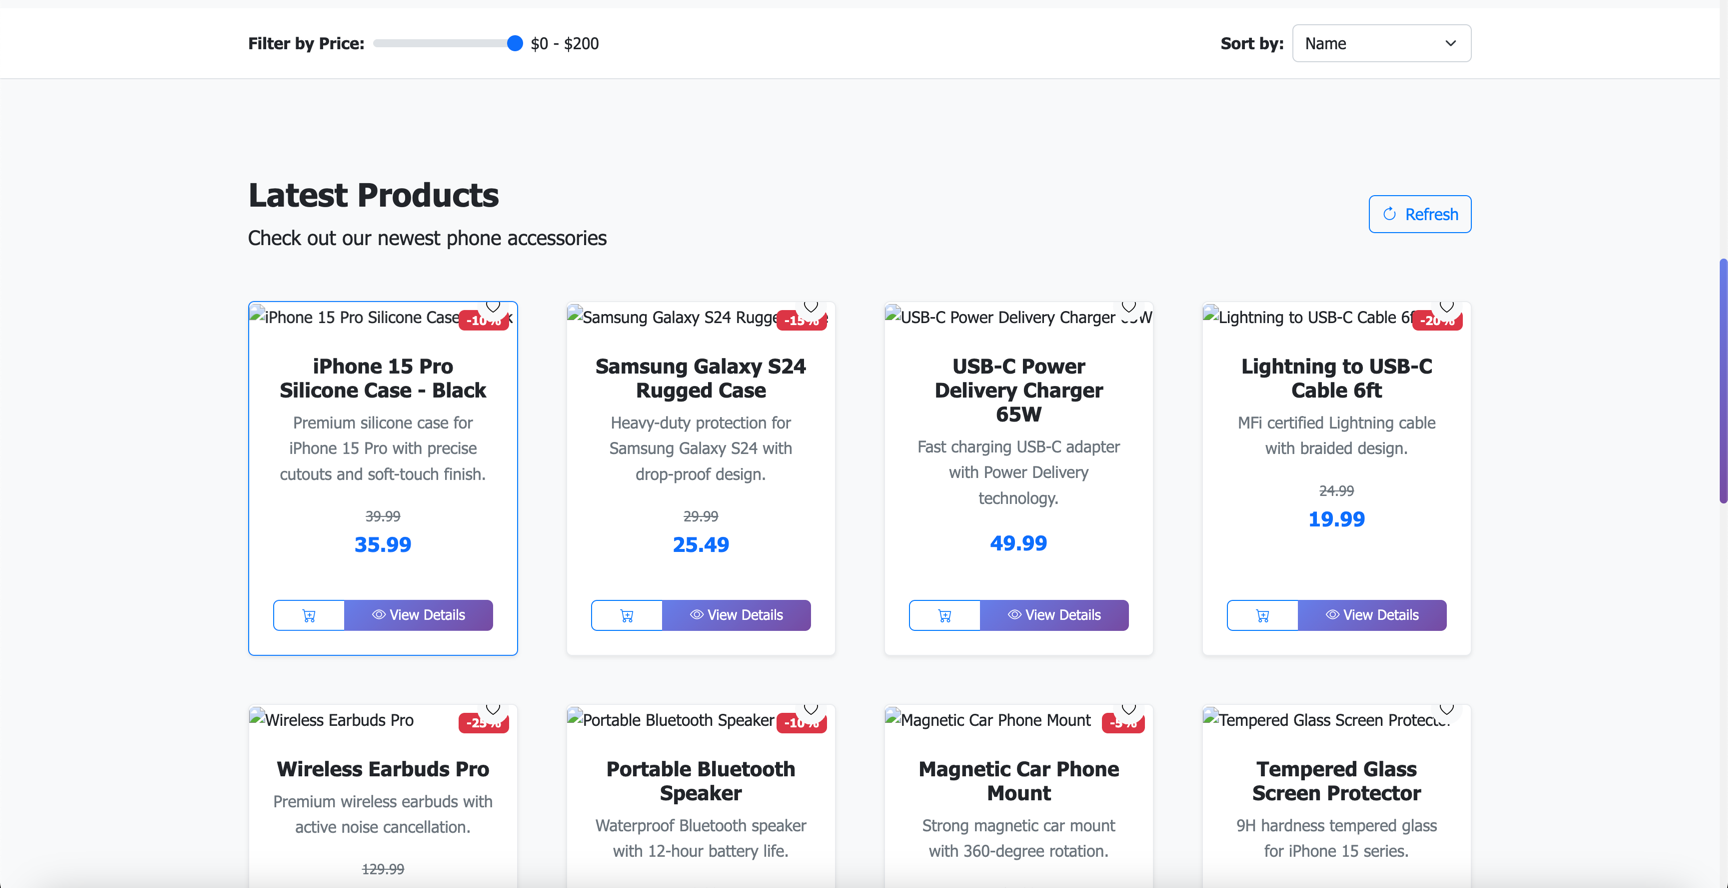 Filter by Price: $0 - $200 Sort by: Name
Latest Products
Check out our newest phone accessories
Refresh
iPhone 15 Pro Silicone Case -10%
iPhone 15 Pro
Silicone Case - Black
Premium silicone case for
iPhone 15 Pro with precise
cutouts and soft-touch finish.
39.99
35.99
View Details
Samsung Galaxy S24 -15%
Samsung Galaxy S24
Rugged Case
Heavy-duty protection for
Samsung Galaxy S24 with
drop-proof design.
29.99
25.49
View Details
USB-C Power Delivery Charger 65W
USB-C Power
Delivery Charger
65W
Fast charging USB-C adapter
with Power Delivery
technology.
49.99
View Details
Lightning to USB-C Cable -20%
Lightning to USB-C
Cable 6ft
MFi certified Lightning cable
with braided design.
24.99
19.99
View Details
Wireless Earbuds Pro -25%
Wireless Earbuds Pro
Premium wireless earbuds with
active noise cancellation.
129.99
Portable Bluetooth Speaker -10%
Portable Bluetooth
Speaker
Waterproof Bluetooth speaker
with 12-hour battery life.
Magnetic Car Phone Mount -5%
Magnetic Car Phone
Mount
Strong magnetic car mount
with 360-degree rotation.
Tempered Glass Screen Protector
Tempered Glass
Screen Protector
9H hardness tempered glass
for iPhone 15 series.